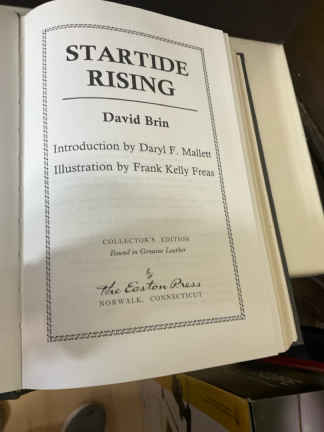 STARTIDE
RISING
David Brin
Introduction by Daryl F. Mallett
Illustration by Frank Kelly Freas
COLLECTOR'S EDITION
Bound in Genuine Leather
by
The Easton Press
NORWALK, CONNECTICUT